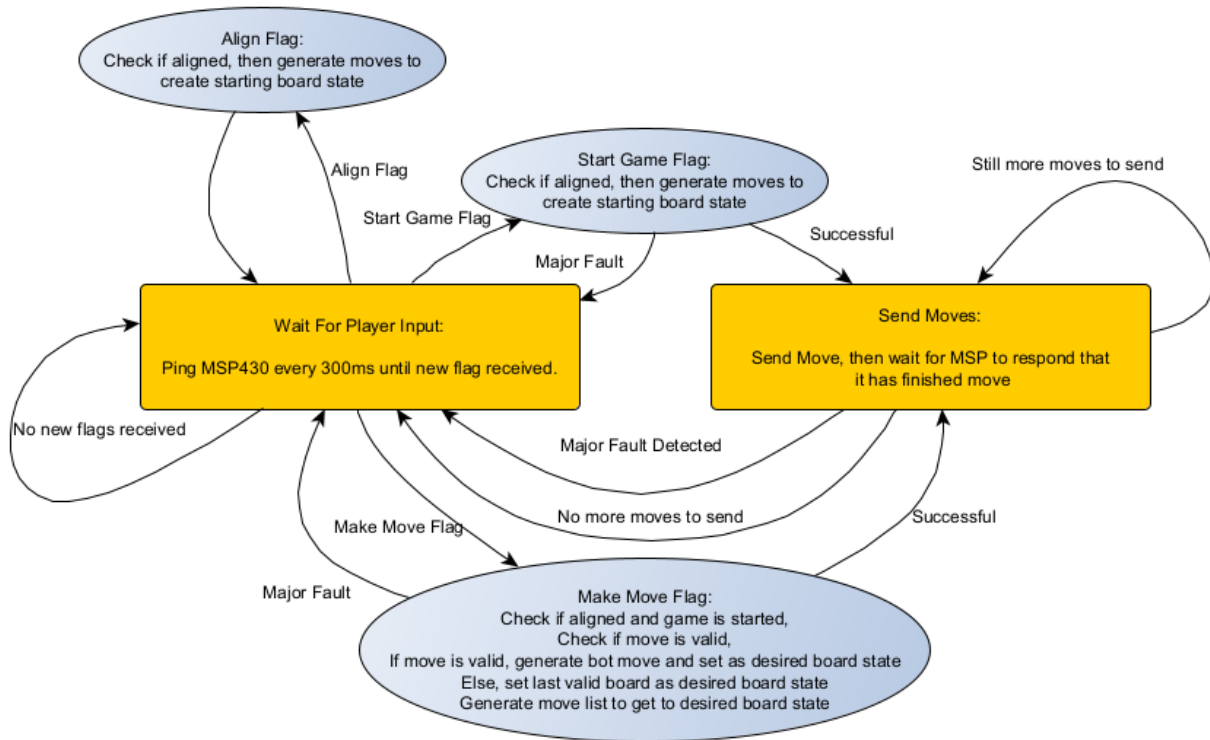 Align Flag:
Check if aligned, then generate moves to
create starting board state
Align Flag
Start Game Flag:
Check if aligned, then generate moves to
create starting board state
Still more moves to send
Start Game Flag
Successful
Major Fault
Wait For Player Input:
Ping MSP430 every 300ms until new flag received.
Send Moves:
Send Move, then wait for MSP to respond that
it has finished move
No new flags received
Major Fault Detected
No more moves to send
Successful
Make Move Flag
Major Fault
Make Move Flag:
Check if aligned and game is started,
Check if move is valid,
If move is valid, generate bot move and set as desired board state
Else, set last valid board as desired board state
Generate move list to get to desired board state